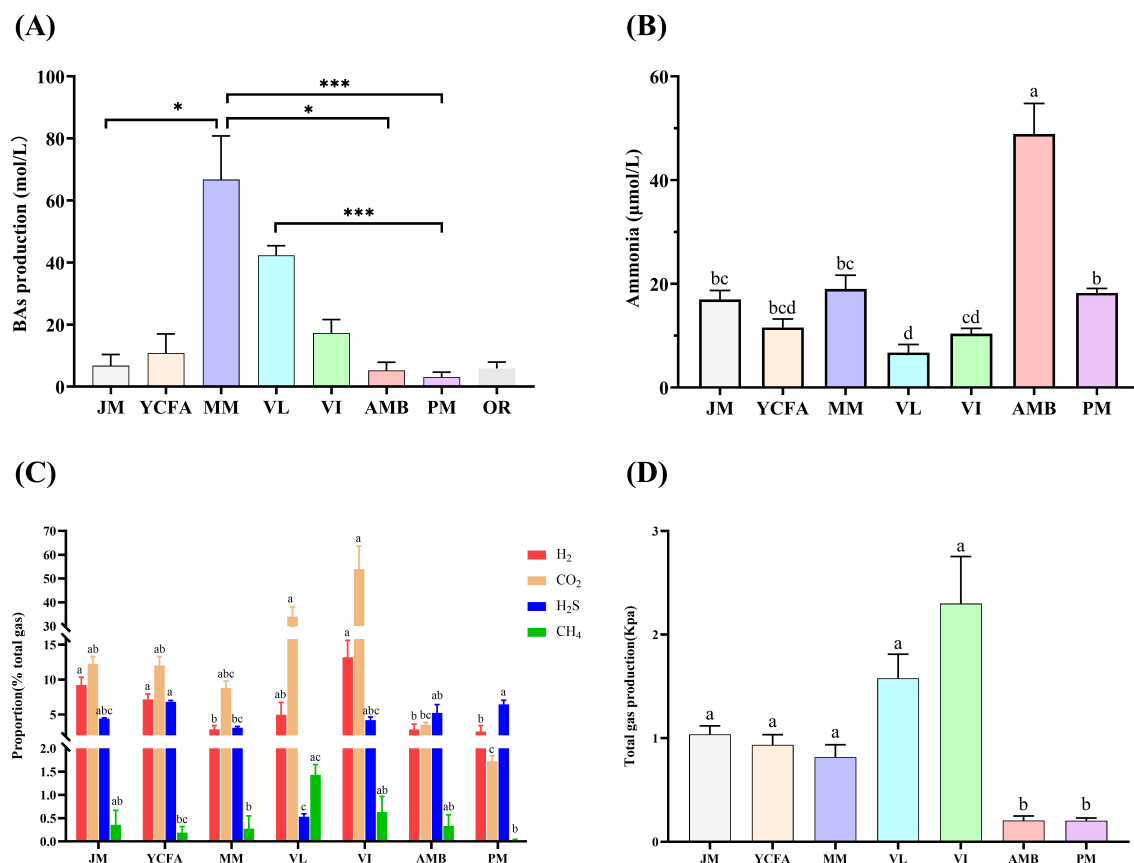 (A)
BAs production (mol/L)
100
80
60
40
20
0
*
***
*
***
JM YCFA MM VL VI AMB PM OR
(B)
Ammonia (μmol/L)
60
40
20
0
bc bcd bc d cd a b
JM YCFA MM VL VI AMB PM
(C)
Proportion(% total gas)
70
60
50
40
30
15
10
5
2.0
1.5
1.0
0.5
0.0
a ab abc ab
a ab a bc
b abc bc b
ab a c ac
a a abc ab
b bc ab ab
b c a b
H2
CO2
H2S
CH4
JM YCFA MM VL VI AMB PM
(D)
Total gas production(Kpa)
3
2
1
0
a a a a a b b
JM YCFA MM VL VI AMB PM